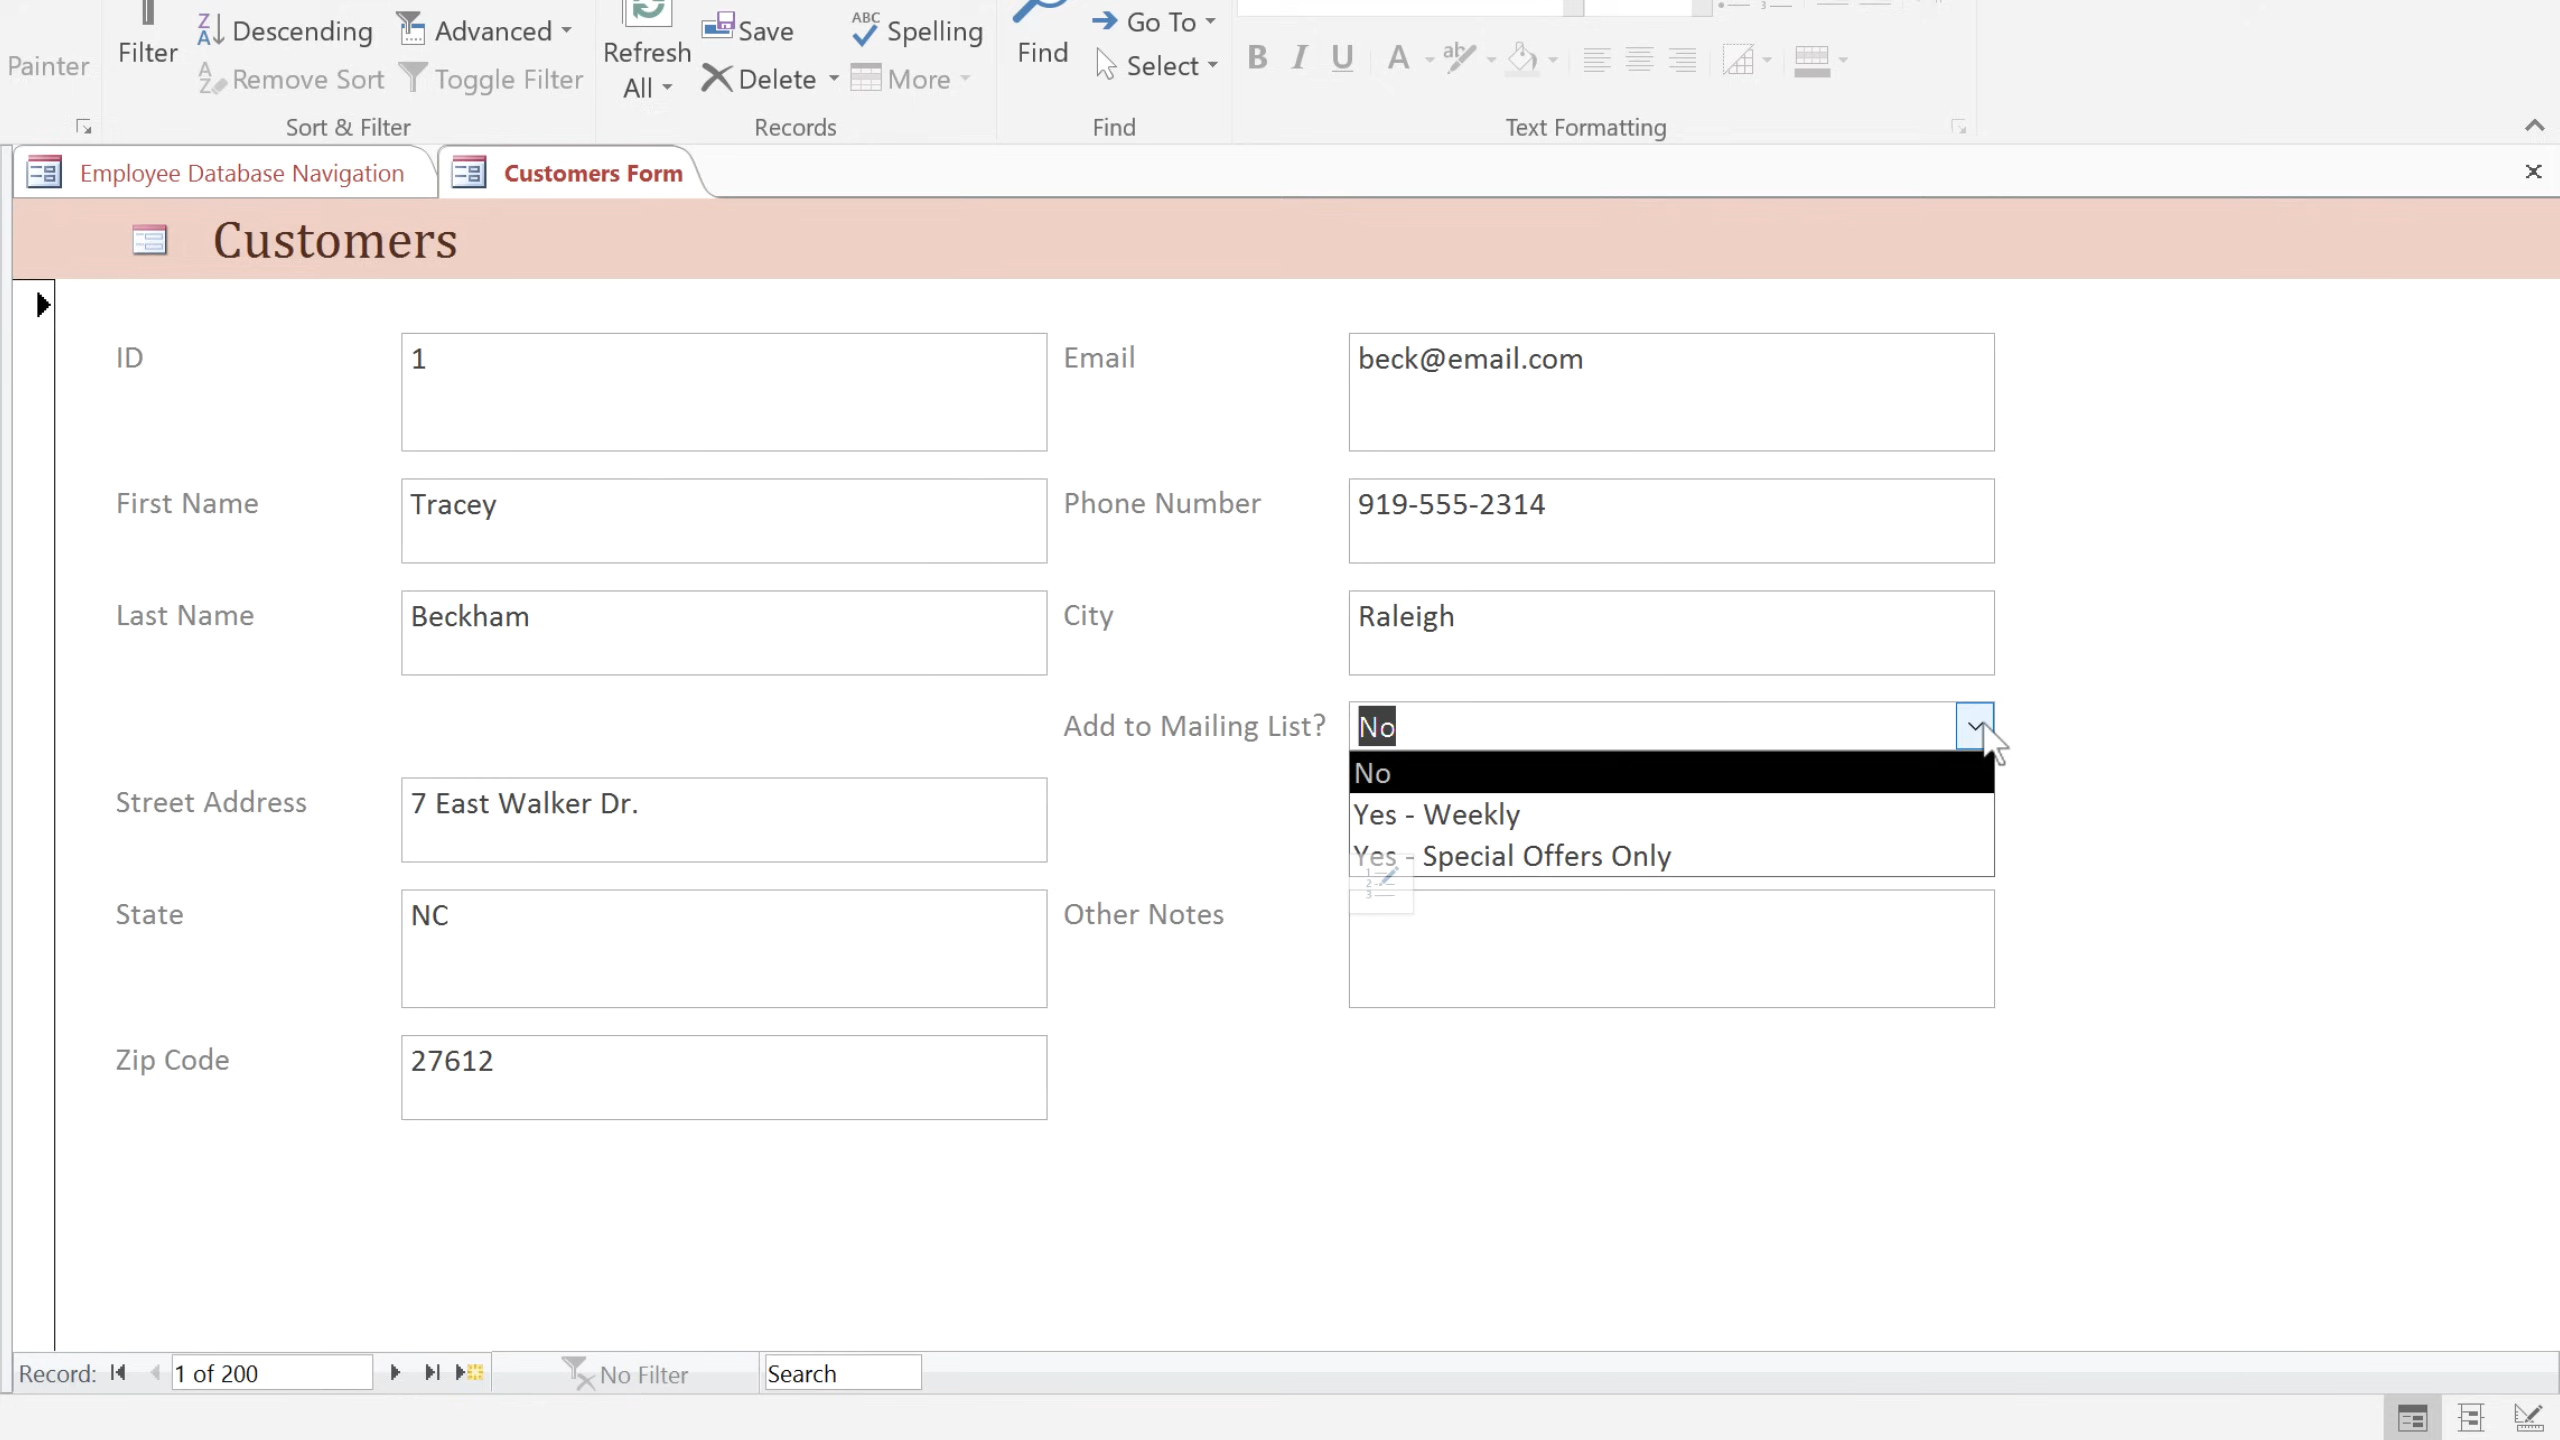 Painter
Filter
Descending
Remove Sort
Advanced
Toggle Filter
Sort & Filter
Refresh
All
Save
Delete
Spelling
More
Records
Find
Go To
Select
Find
B I U
Text Formatting
Employee Database Navigation
Customers Form
Customers
ID 1
Email beck@email.com
First Name Tracey
Phone Number 919-555-2314
Last Name Beckham
City Raleigh
Add to Mailing List? No
No
Yes - Weekly
Yes - Special Offers Only
Street Address 7 East Walker Dr.
State NC
Other Notes
Zip Code 27612
Record: 1 of 200 No Filter Search